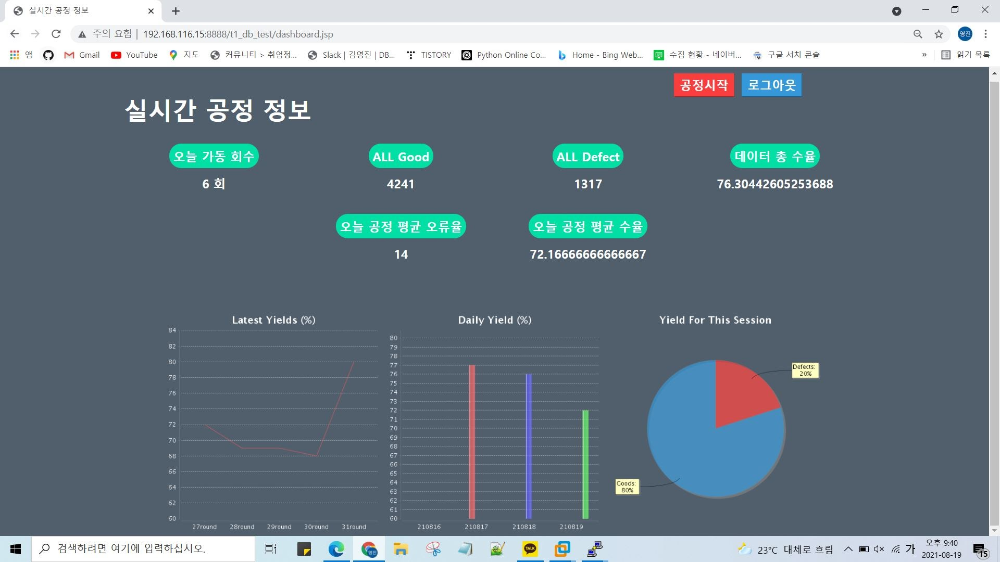 실시간 공정 정보
주의 요함 | 192.168.116.15:8888/t1_db_test/dashboard.jsp
영진
앱 Gmail YouTube 지도 커뮤니티 > 취업정... Slack | 김영진 | DB... TISTORY Python Online Co... Home - Bing Web... 수집 현황 - 네이버... 구글 서치 콘솔 » 읽기 목록
공정시작 로그아웃
실시간 공정 정보
오늘 가동 회수 ALL Good ALL Defect 데이터 총 수율
6 회 4241 1317 76.30442605253688
오늘 공정 평균 오류율 오늘 공정 평균 수율
14 72.16666666666667
Latest Yields (%)
84
82
80
78
76
74
72
70
68
66
64
62
60
27round 28round 29round 30round 31round
Daily Yield (%)
80
79
78
77
76
75
74
73
72
71
70
69
68
67
66
65
64
63
62
61
60
210816 210817 210818 210819
Yield For This Session
Defects:
20%
Goods:
80%
검색하려면 여기에 입력하십시오.
영진
TALK
23°C 대체로 흐림
가
오후 9:40
2021-08-19
15